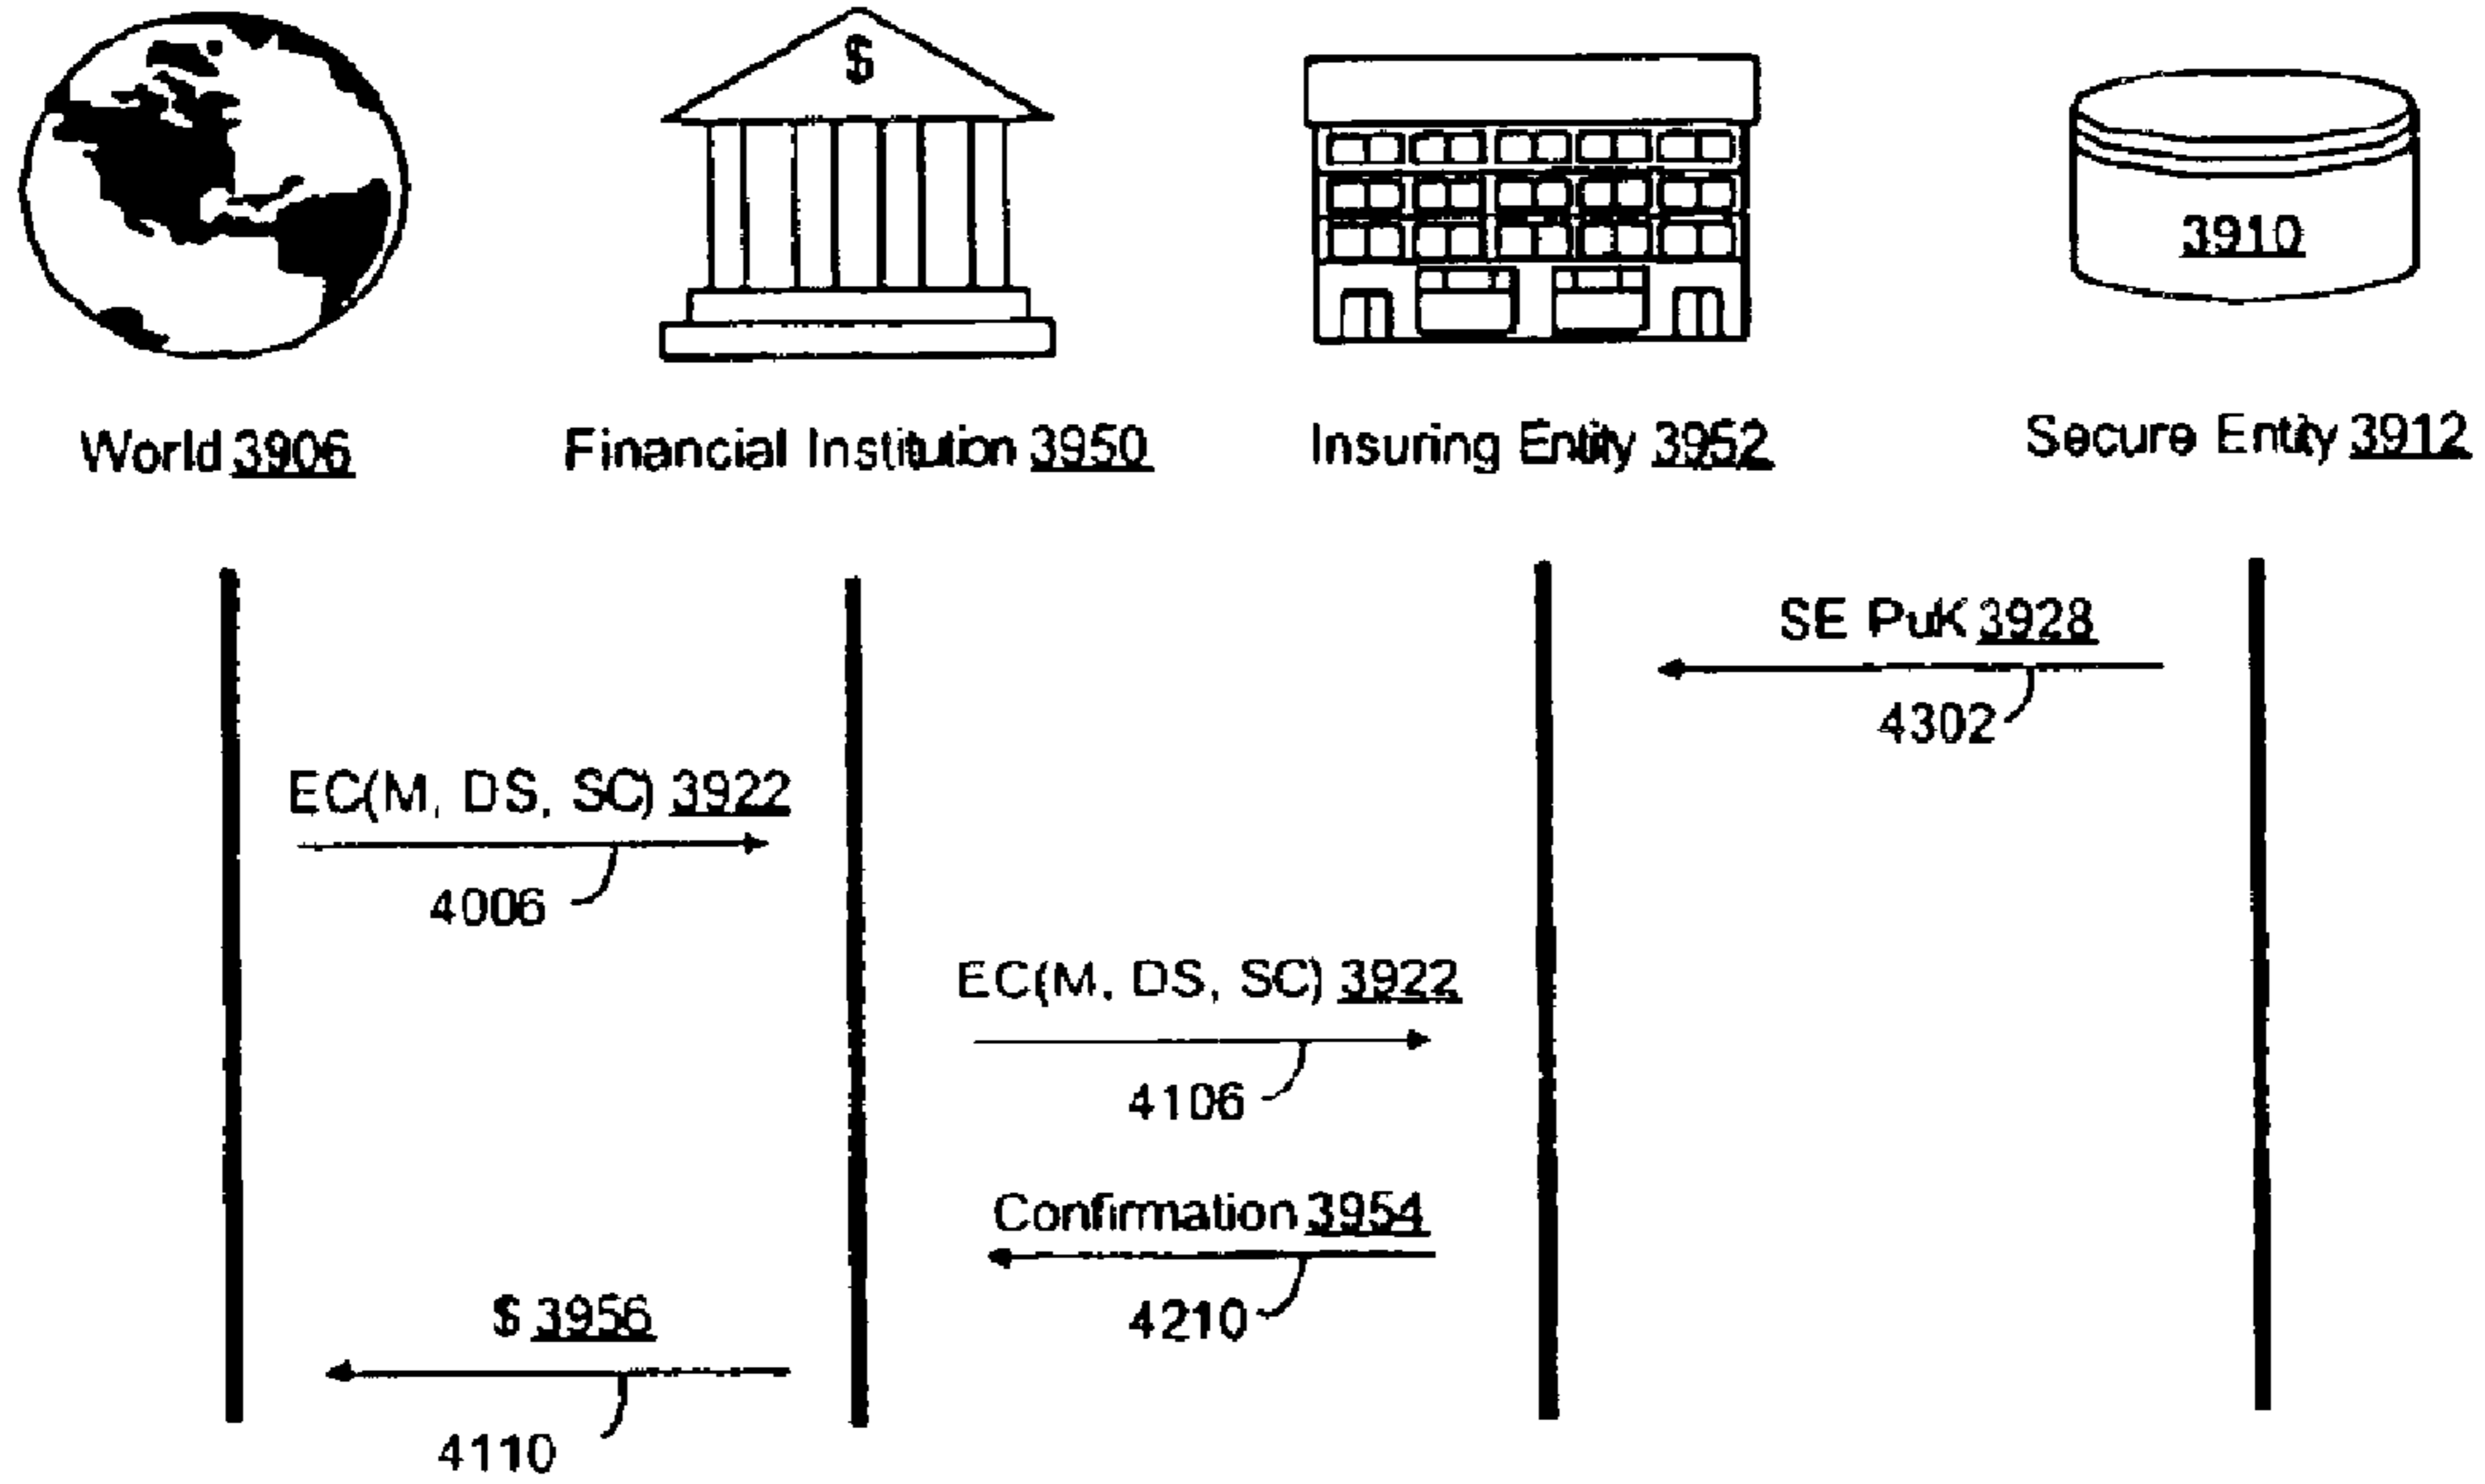 $
3910
World 3906
Financial Institution 3950
Insuring Entity 3952
Secure Entity 3912
SE PuK 3928
4302
EC(M, DS, SC) 3922
4006
EC(M, DS, SC) 3922
4106
Confirmation 3954
4210
$ 3956
4110